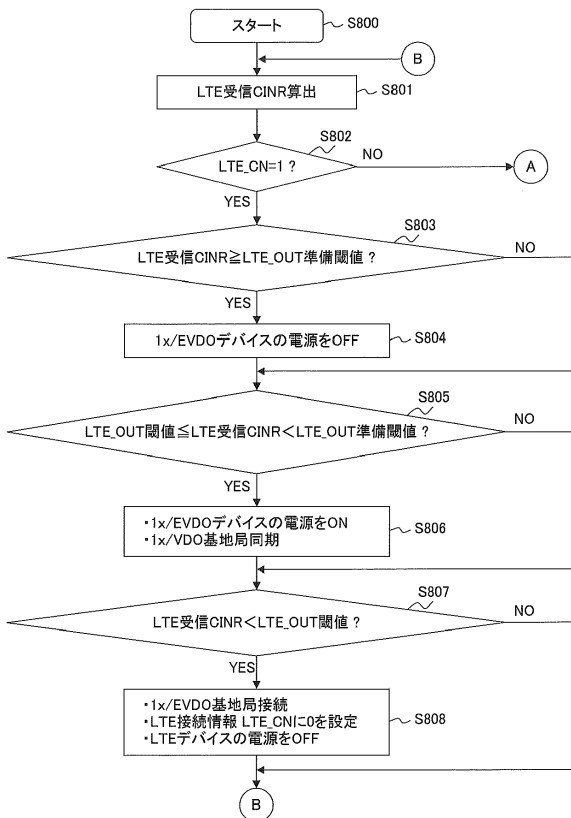 スタート
S800
B
LTE受信CINR算出
S801
S802
LTE_CN=1？
NO
A
YES
S803
LTE受信CINR≧LTE_OUT準備閾値？
NO
YES
1x/EVDOデバイスの電源をOFF
S804
S805
LTE_OUT閾値≦LTE受信CINR＜LTE_OUT準備閾値？
NO
YES
・1x/EVDOデバイスの電源をON
・1x/VDO基地局同期
S806
S807
LTE受信CINR＜LTE_OUT閾値？
NO
YES
・1x/EVDO基地局接続
・LTE接続情報 LTE_CNに0を設定
・LTEデバイスの電源をOFF
S808
B